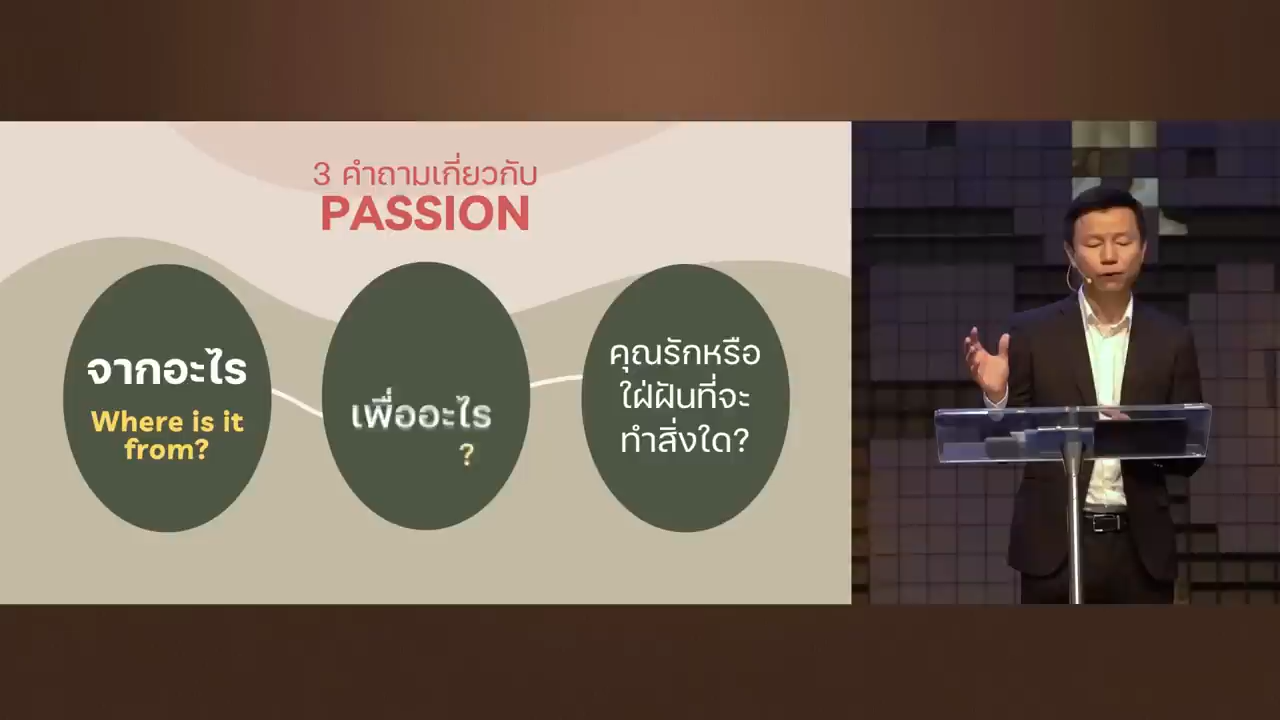 3 คำถามเกี่ยวกับ
PASSION
จากอะไร
Where is it
from?
เพื่ออะไร
?
คุณรักหรือ
ใฝ่ฝันที่จะ
ทำสิ่งใด?